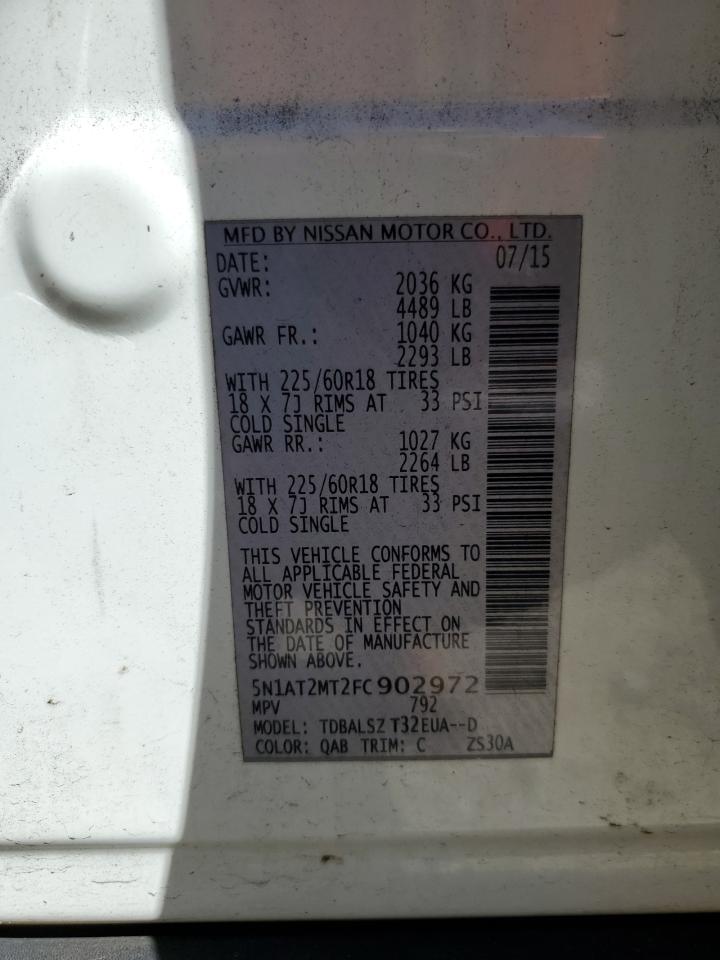 MFD BY NISSAN MOTOR CO., LTD.
DATE: 07/15
GVWR: 2036 KG
4489 LB
GAWR FR.: 1040 KG
2293 LB
WITH 225/60R18 TIRES
18 X 7J RIMS AT 33 PSI
COLD SINGLE
GAWR RR.: 1027 KG
2264 LB
WITH 225/60R18 TIRES
18 X 7J RIMS AT 33 PSI
COLD SINGLE
THIS VEHICLE CONFORMS TO
ALL APPLICABLE FEDERAL
MOTOR VEHICLE SAFETY AND
THEFT PREVENTION
STANDARDS IN EFFECT ON
THE DATE OF MANUFACTURE
SHOWN ABOVE.
5N1AT2MT2FC902972
MPV 792
MODEL: TDBALSZ T32EUA--D
COLOR: QAB TRIM: C ZS30A